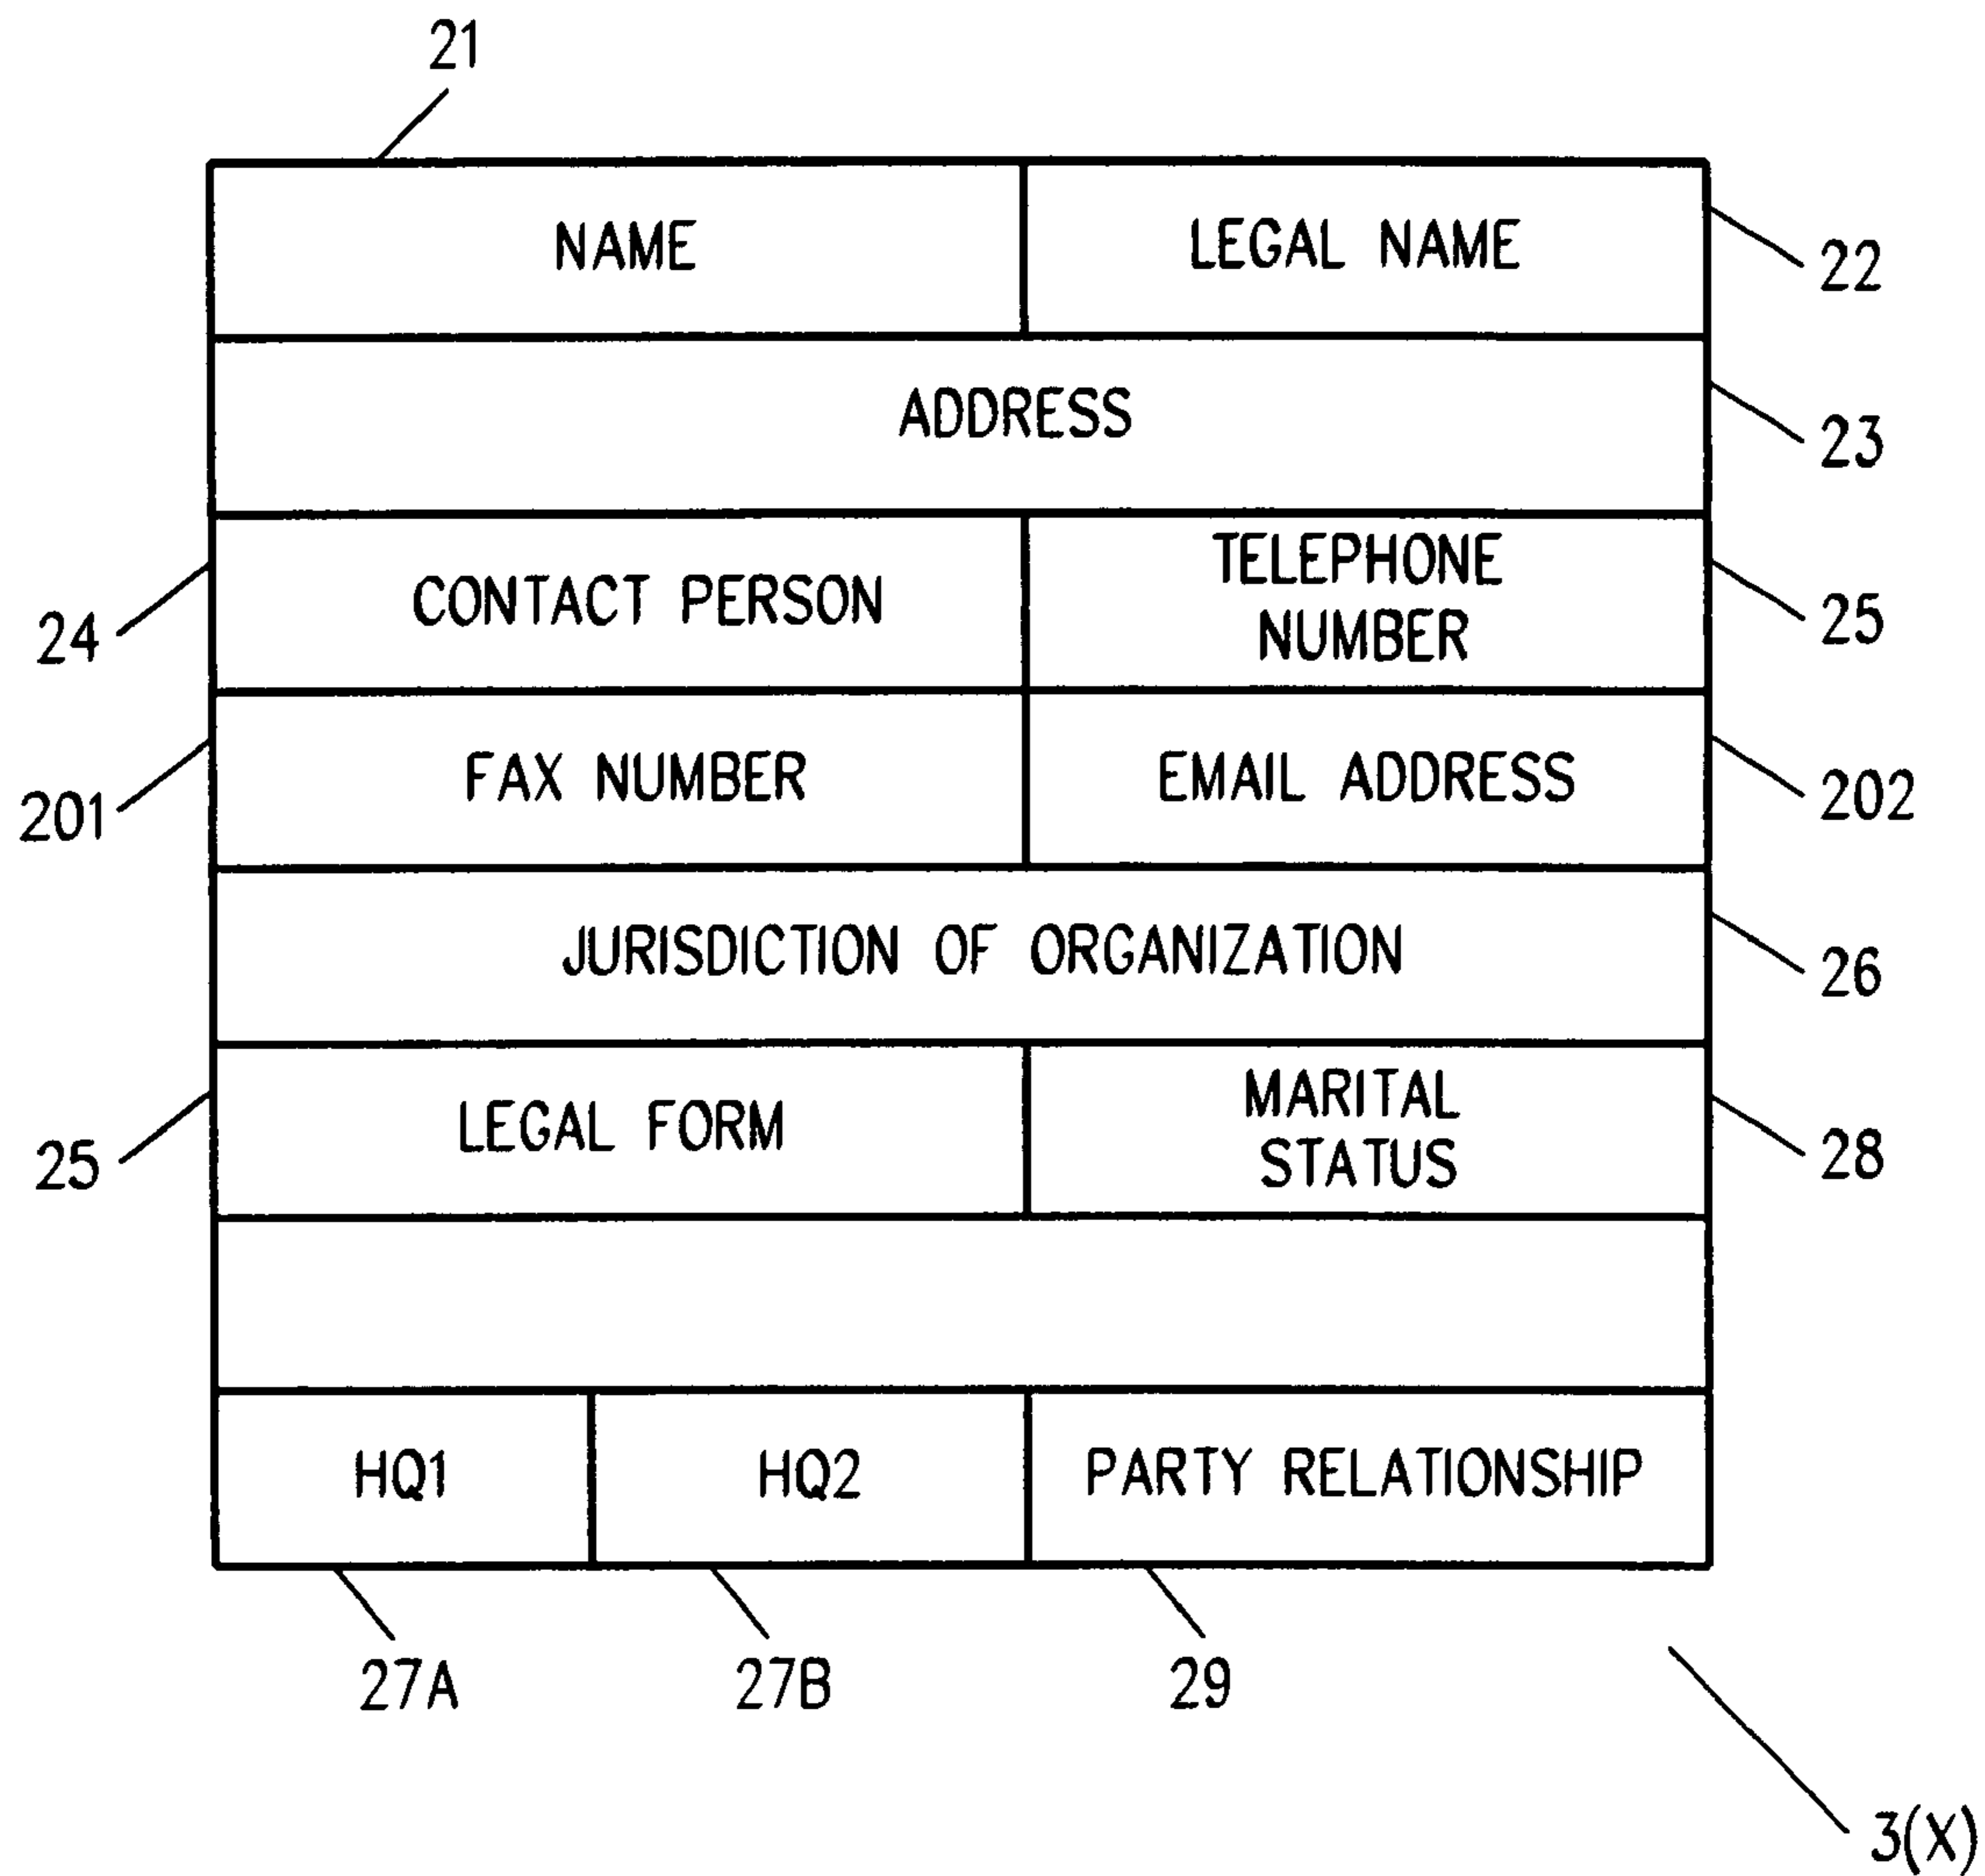 21
NAME
LEGAL NAME
22
ADDRESS
23
24
CONTACT PERSON
TELEPHONE
NUMBER
25
201
FAX NUMBER
EMAIL ADDRESS
202
JURISDICTION OF ORGANIZATION
26
25
LEGAL FORM
MARITAL
STATUS
28
HQ1
HQ2
PARTY RELATIONSHIP
27A
27B
29
3(X)